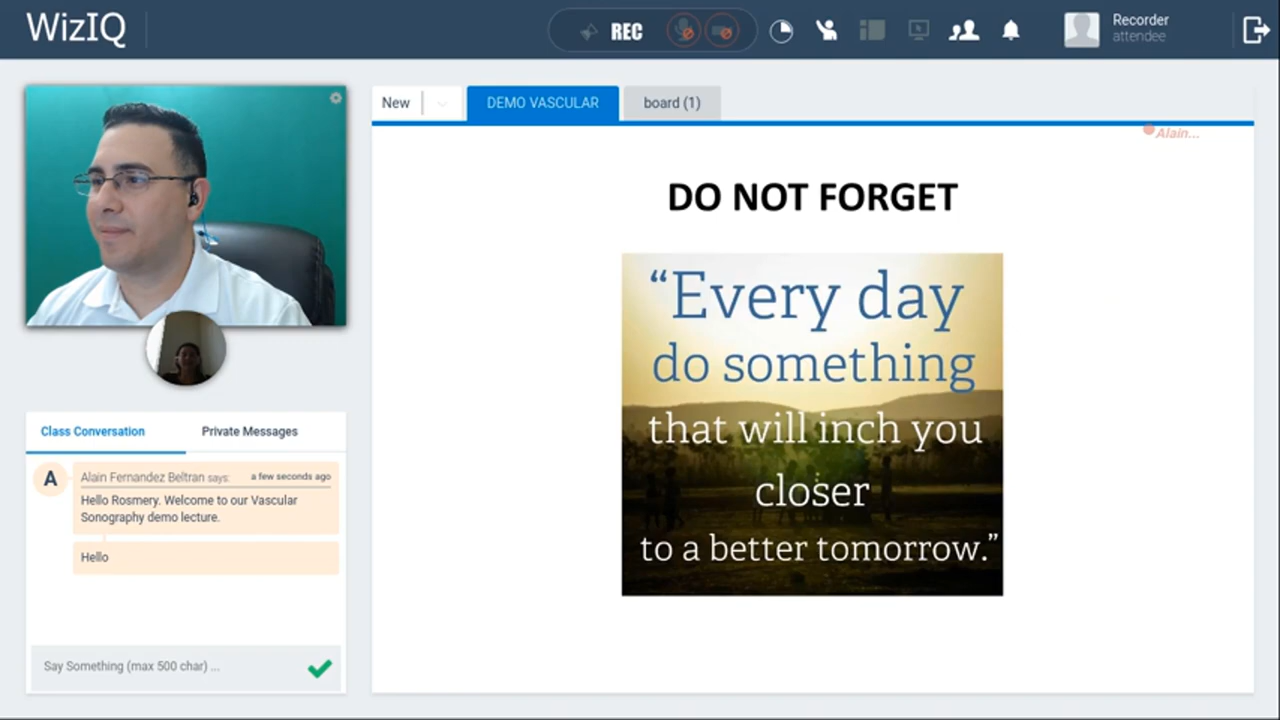 WizIQ
REC
Recorder
attendee
New
DEMO VASCULAR
board (1)
Alain...
DO NOT FORGET
“Every day
do something
that will inch you
closer
to a better tomorrow.”
Class Conversation
Private Messages
A
Alain Fernandez Beltran says:
a few seconds ago
Hello Rosmery. Welcome to our Vascular
Sonography demo lecture.
Hello
Say Something (max 500 char) ...